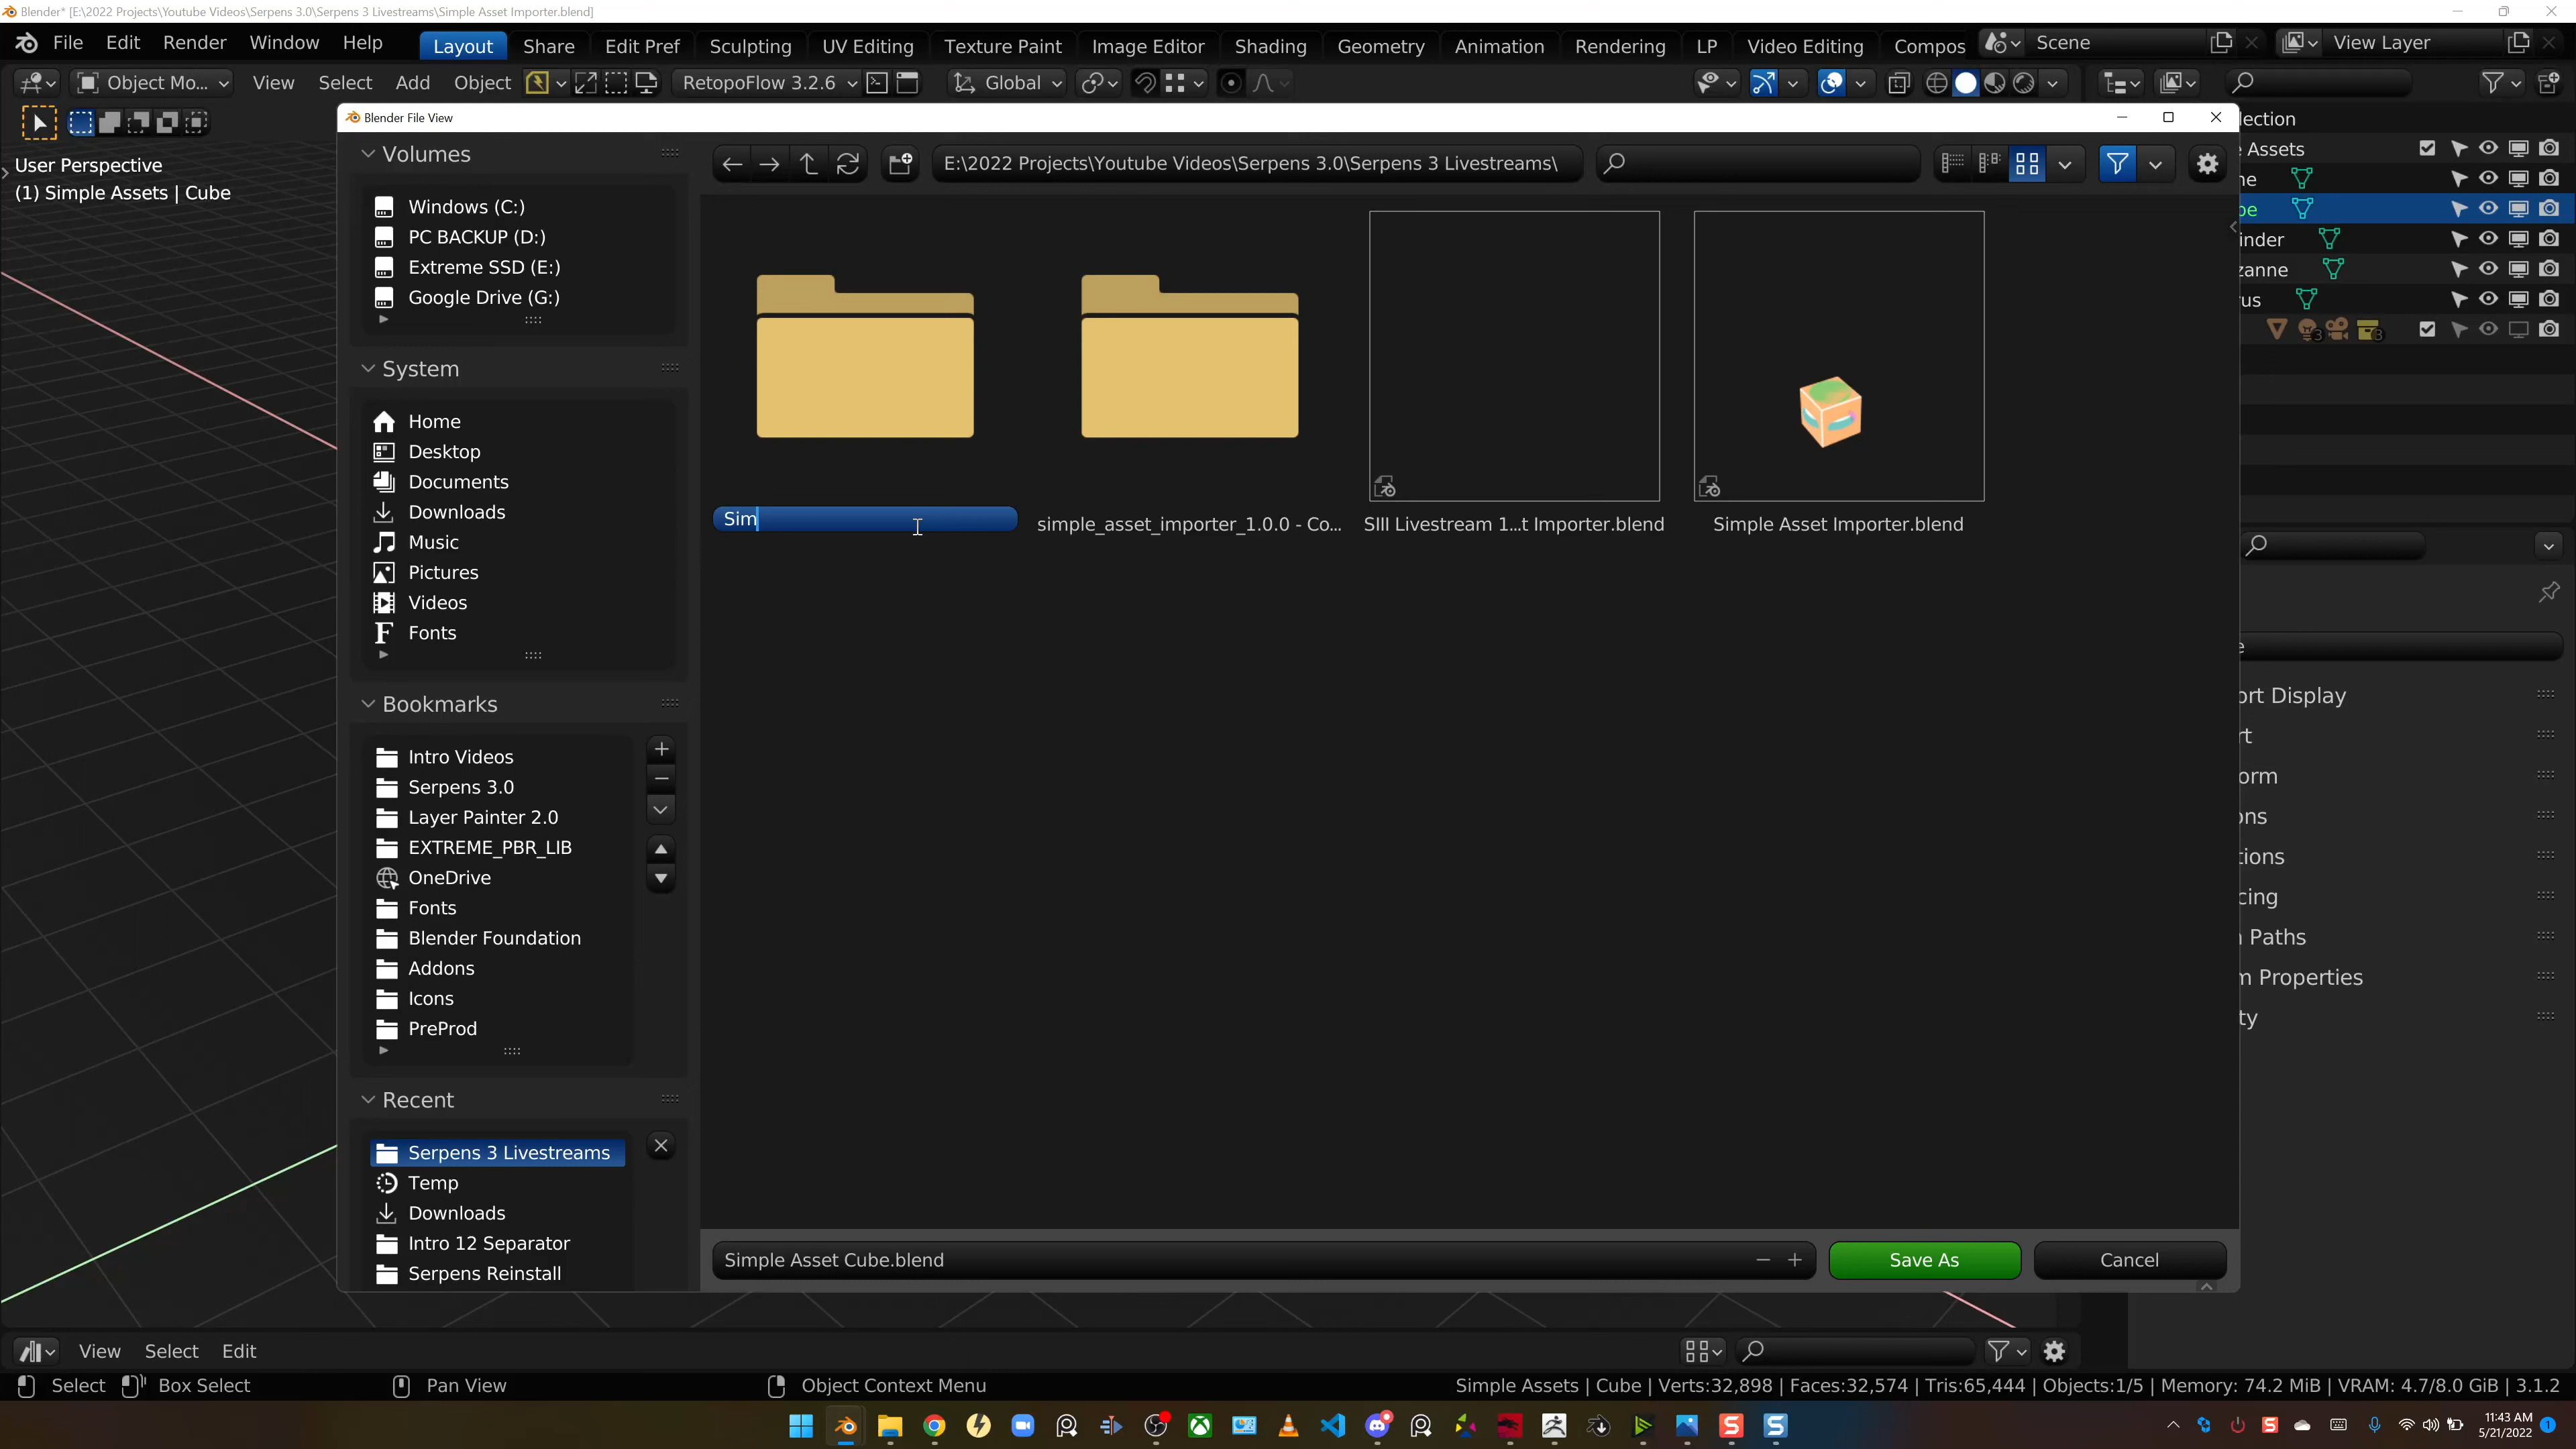 Blender* [E:\2022 Projects\Youtube Videos\Serpens 3.0\Serpens 3 Livestreams\Simple Asset Importer.blend]
File Edit Render Window Help Layout Share Edit Pref Sculpting UV Editing Texture Paint Image Editor Shading Geometry Animation Rendering LP Video Editing Compos Scene View Layer
Object Mo... View Select Add Object RetopoFlow 3.2.6 Global
User Perspective
(1) Simple Assets | Cube
Blender File View
Volumes
Windows (C:)
PC BACKUP (D:)
Extreme SSD (E:)
Google Drive (G:)
System
Home
Desktop
Documents
Downloads
Music
Pictures
Videos
Fonts
Bookmarks
Intro Videos
Serpens 3.0
Layer Painter 2.0
EXTREME_PBR_LIB
OneDrive
Fonts
Blender Foundation
Addons
Icons
PreProd
Recent
Serpens 3 Livestreams
Temp
Downloads
Intro 12 Separator
Serpens Reinstall
E:\2022 Projects\Youtube Videos\Serpens 3.0\Serpens 3 Livestreams\
Sim
simple_asset_importer_1.0.0 - Co...
SIII Livestream 1...t Importer.blend
Simple Asset Importer.blend
Simple Asset Cube.blend
Save As
Cancel
lection
e Assets
ne
be
inder
zanne
rus
e
ort Display
rt
orm
ons
tions
cing
n Paths
m Properties
ty
View Select Edit
Select Box Select Pan View Object Context Menu
Simple Assets | Cube | Verts:32,898 | Faces:32,574 | Tris:65,444 | Objects:1/5 | Memory: 74.2 MiB | VRAM: 4.7/8.0 GiB | 3.1.2
11:43 AM
5/21/2022
1